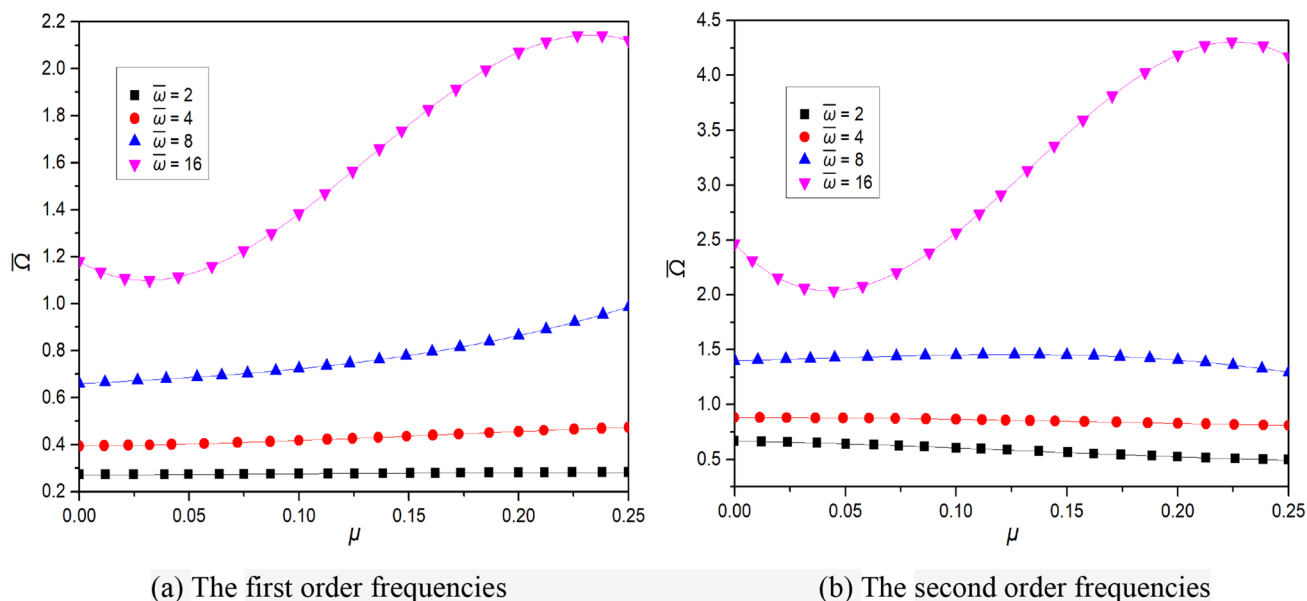 2.2
2.0
1.8
1.6
1.4
1.2
1.0
0.8
0.6
0.4
0.2
Ω̅
ω̅ = 2
ω̅ = 4
ω̅ = 8
ω̅ = 16
0.00 0.05 0.10 0.15 0.20 0.25
μ
4.5
4.0
3.5
3.0
2.5
2.0
1.5
1.0
0.5
Ω̅
ω̅ = 2
ω̅ = 4
ω̅ = 8
ω̅ = 16
0.00 0.05 0.10 0.15 0.20 0.25
μ
(a) The first order frequencies
(b) The second order frequencies